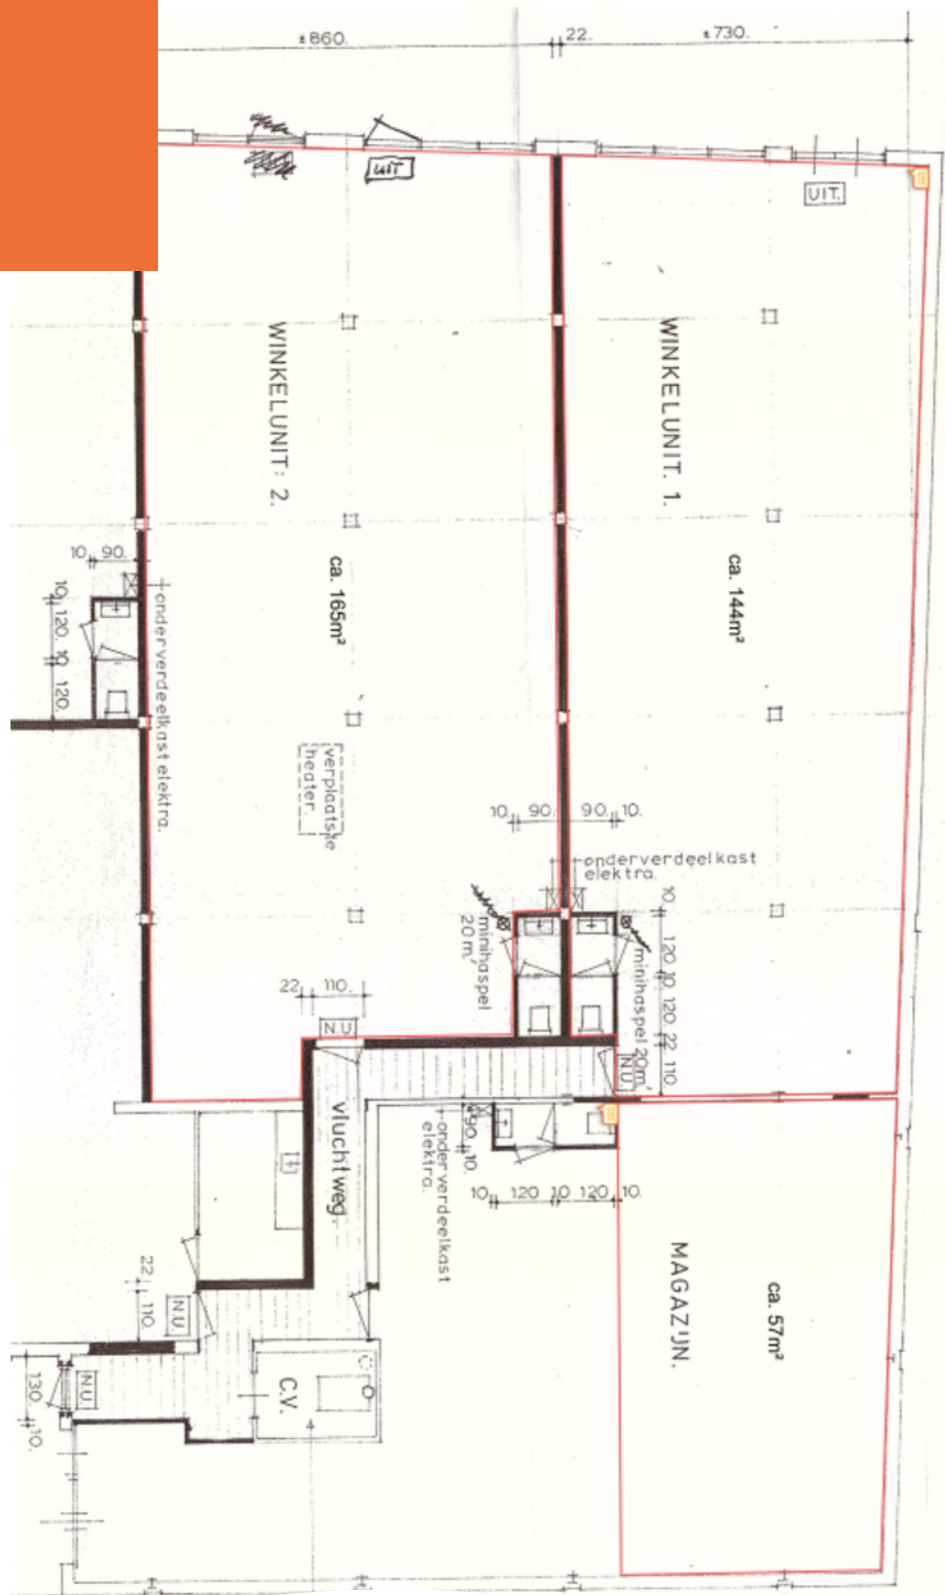 ±860.
22.
±730.
UIT
UIT.
WINKELUNIT: 2.
WINKELUNIT. 1.
ca. 165m²
ca. 144m²
10. 90.
10 120. 10 120.
onderverdeelkast elektra.
verplaatste
heater.
10. 90. 90. 10.
onderverdeelkast
elektra.
minihaspel
20m.'
minihaspel 20m.'
10 120 10 120. 22 110.
22 110.
N.U.
N.U.
vluchtweg.
90. 10.
onderverdeelkast
elektra.
10. 120 10 120 10.
MAGAZIJN.
ca. 57m²
22 110.
N.U.
N.U.
130. 10.
C.V.